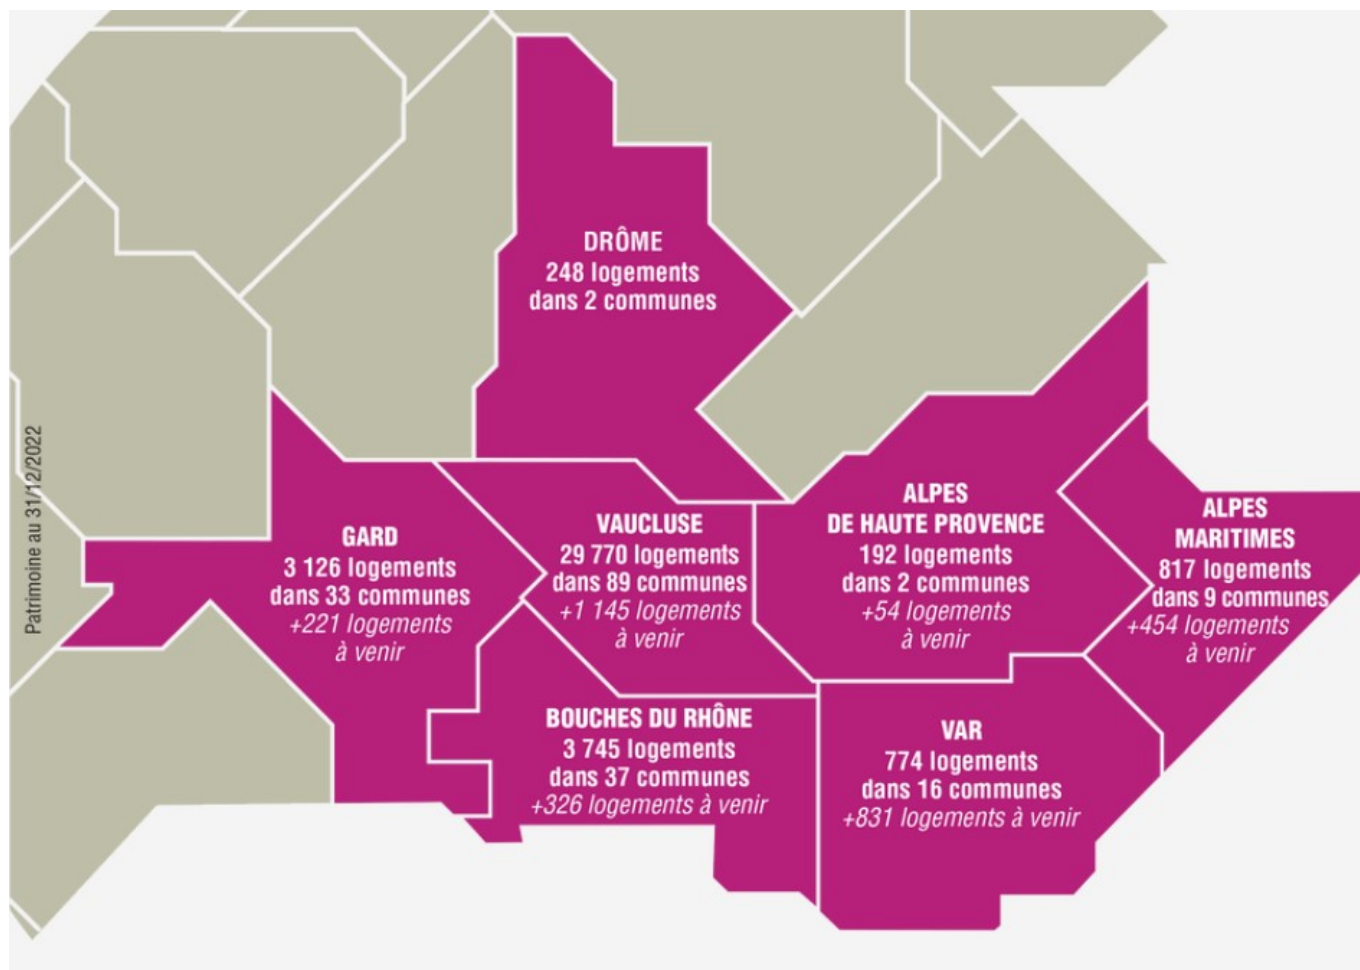 DRÔME
248 logements
dans 2 communes
Patrimoine au 31/12/2022
GARD
3 126 logements
dans 33 communes
+221 logements
à venir
VAUCLUSE
29 770 logements
dans 89 communes
+1 145 logements
à venir
ALPES
DE HAUTE PROVENCE
192 logements
dans 2 communes
+54 logements
à venir
ALPES
MARITIMES
817 logements
dans 9 communes
+454 logements
à venir
BOUCHES DU RHÔNE
3 745 logements
dans 37 communes
+326 logements à venir
VAR
774 logements
dans 16 communes
+831 logements à venir